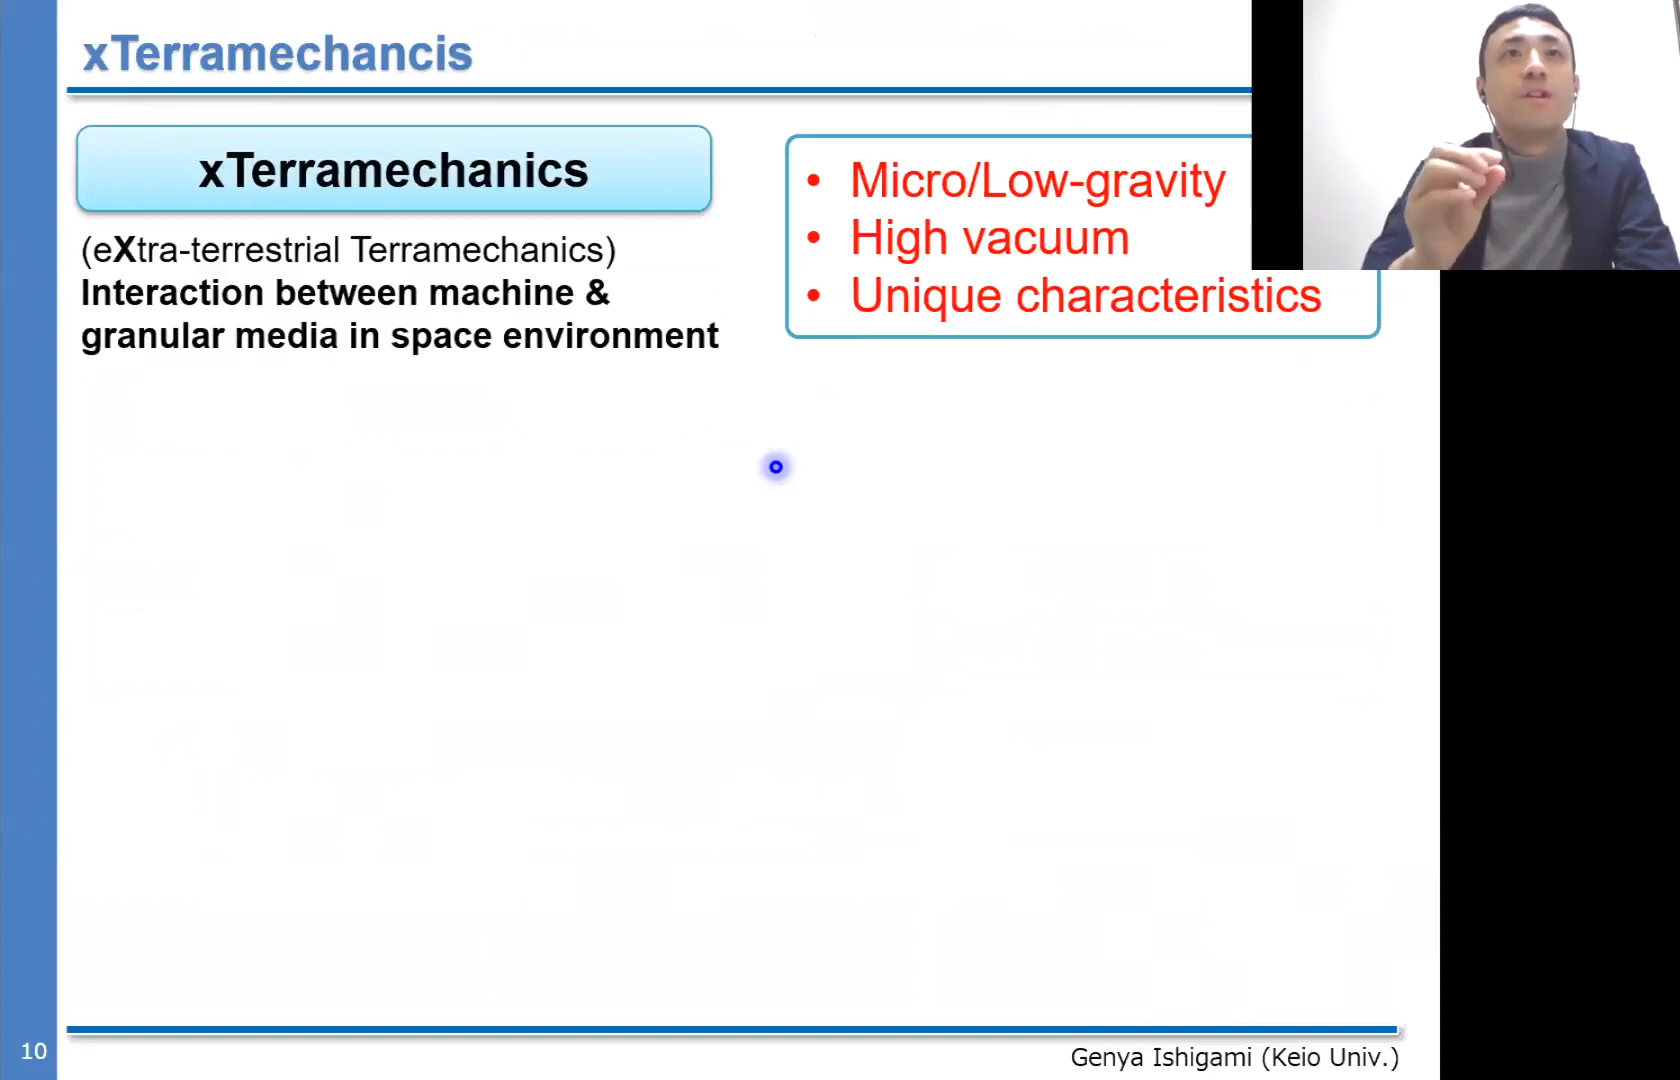 xTerramechancis
xTerramechanics
(eXtra-terrestrial Terramechanics)
Interaction between machine &
granular media in space environment
• Micro/Low-gravity
• High vacuum
• Unique characteristics
10
Genya Ishigami (Keio Univ.)